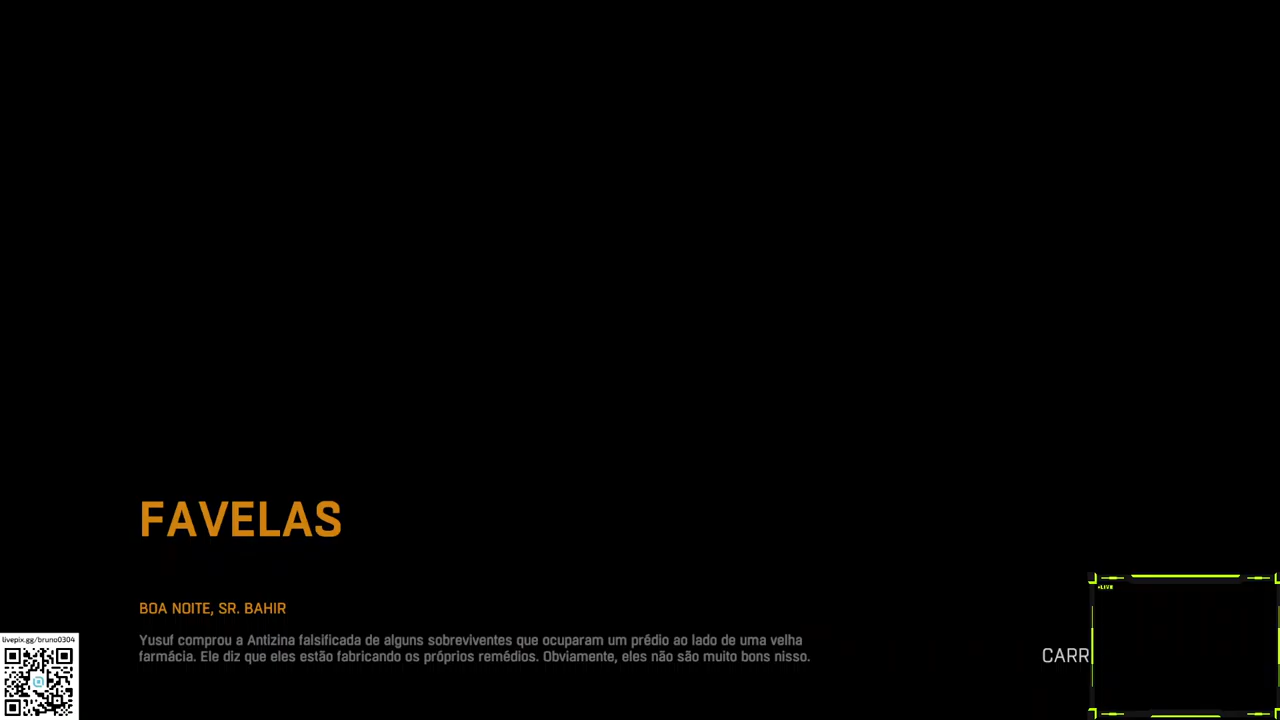 FAVELAS
BOA NOITE, SR. BAHIR
Yusuf comprou a Antizina falsificada de alguns sobreviventes que ocuparam um prédio ao lado de uma velha
farmácia. Ele diz que eles estão fabricando os próprios remédios. Obviamente, eles não são muito bons nisso.
CARR
LIVE
livepix.gg/bruno0304